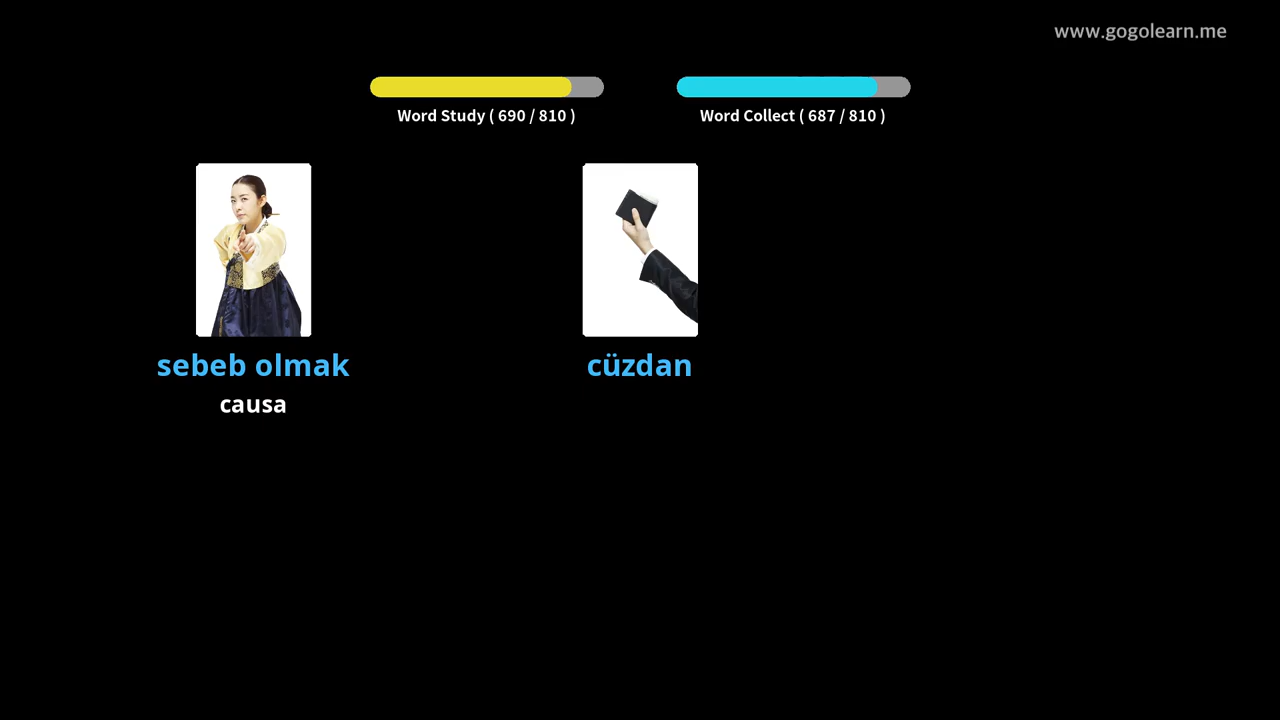 www.gogolearn.me
Word Study ( 690 / 810 )
Word Collect ( 687 / 810 )
sebeb olmak
causa
cüzdan